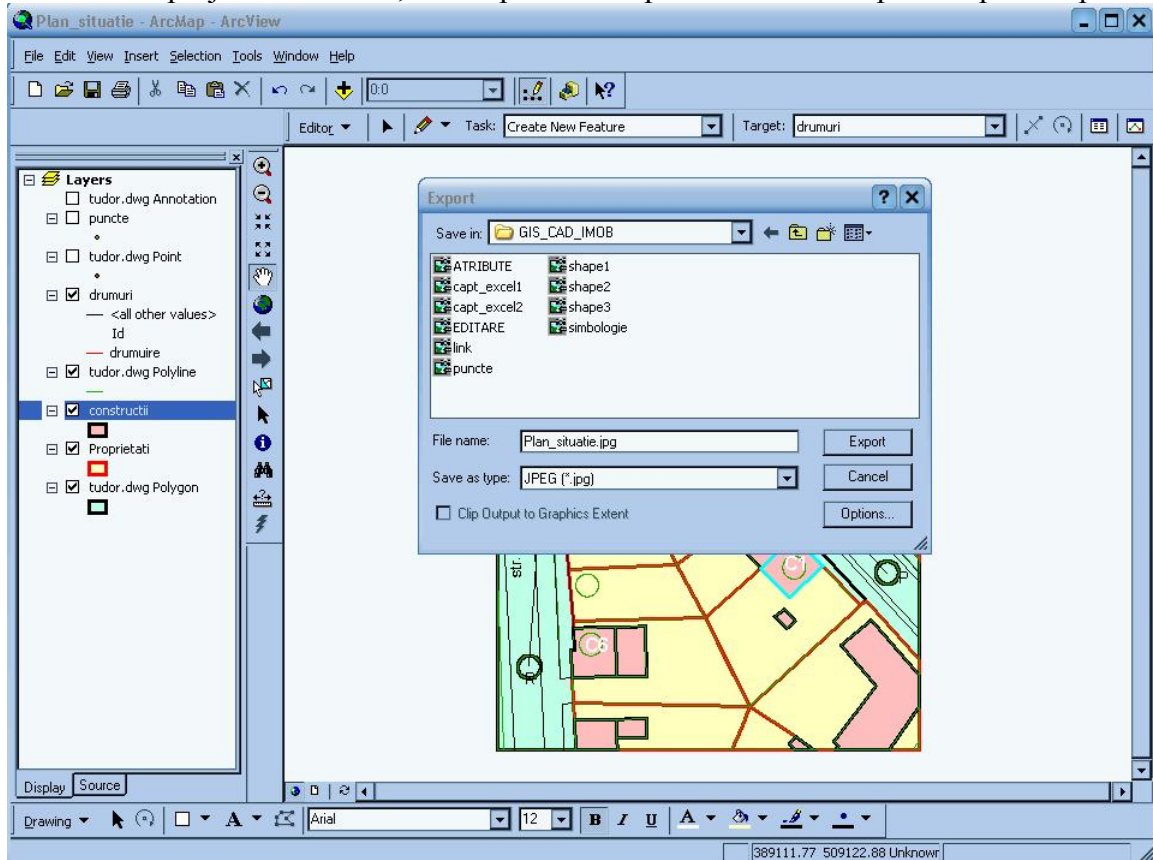 Plan_situatie - ArcMap - ArcView
File Edit View Insert Selection Tools Window Help
0:0
Editor Task: Create New Feature Target: drumuri
Layers
tudor.dwg Annotation
puncte
tudor.dwg Point
drumuri
<all other values>
Id
drumuire
tudor.dwg Polyline
constructii
Proprietati
tudor.dwg Polygon
Export
Save in: GIS_CAD_IMOB
ATRIBUTE shape1
capt_excel1 shape2
capt_excel2 shape3
EDITARE simbologie
link
puncte
File name: Plan_situatie.jpg Export
Save as type: JPEG (*.jpg) Cancel
Clip Output to Graphics Extent Options...
str.
C1
C6
R
Display Source
Drawing A Arial 12 B I U A
389111.77 509122.88 Unknowr